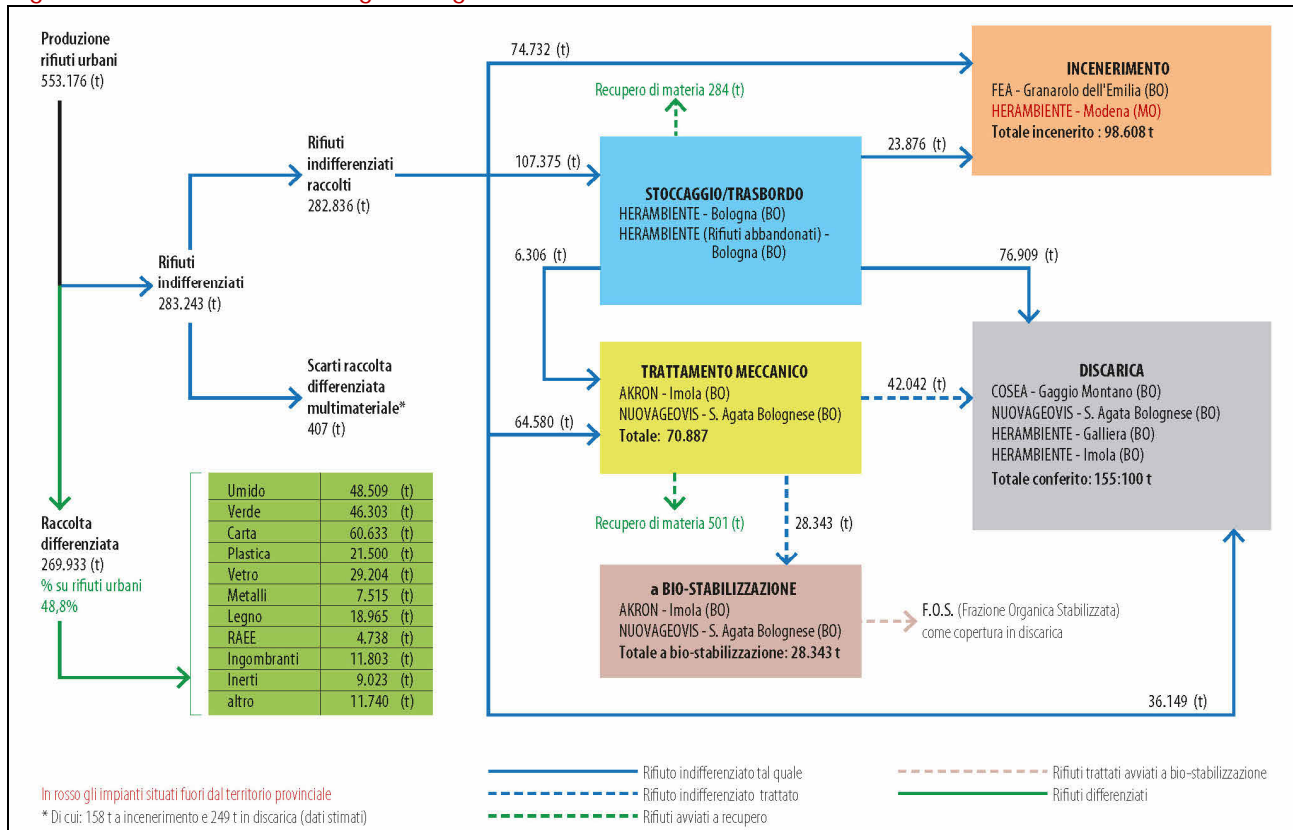 Produzione
rifiuti urbani
553.176 (t)
74.732 (t)
INCENERIMENTO
FEA - Granarolo dell'Emilia (BO)
HERAMBIENTE - Modena (MO)
Totale incenerito : 98.608 t
Recupero di materia 284 (t)
Rifiuti
indifferenziati
raccolti
282.836 (t)
107.375 (t)
23.876 (t)
STOCCAGGIO/TRASBORDO
HERAMBIENTE - Bologna (BO)
HERAMBIENTE (Rifiuti abbandonati) -
Bologna (BO)
Rifiuti
indifferenziati
283.243 (t)
6.306 (t)
76.909 (t)
Scarti raccolta
differenziata
multimateriale*
407 (t)
TRATTAMENTO MECCANICO
AKRON - Imola (BO)
NUOVAGEOVIS - S. Agata Bolognese (BO)
Totale: 70.887
64.580 (t)
42.042 (t)
DISCARICA
COSEA - Gaggio Montano (BO)
NUOVAGEOVIS - S. Agata Bolognese (BO)
HERAMBIENTE - Galliera (BO)
HERAMBIENTE - Imola (BO)
Totale conferito: 155:100 t
Recupero di materia 501 (t)
28.343 (t)
Raccolta
differenziata
269.933 (t)
% su rifiuti urbani
48,8%
Umido 48.509 (t)
Verde 46.303 (t)
Carta 60.633 (t)
Plastica 21.500 (t)
Vetro 29.204 (t)
Metalli 7.515 (t)
Legno 18.965 (t)
RAEE 4.738 (t)
Ingombranti 11.803 (t)
Inerti 9.023 (t)
altro 11.740 (t)
a BIO-STABILIZZAZIONE
AKRON - Imola (BO)
NUOVAGEOVIS - S. Agata Bolognese (BO)
Totale a bio-stabilizzazione: 28.343 t
F.O.S. (Frazione Organica Stabilizzata)
come copertura in discarica
36.149 (t)
In rosso gli impianti situati fuori dal territorio provinciale
* Di cui: 158 t a incenerimento e 249 t in discarica (dati stimati)
Rifiuto indifferenziato tal quale
Rifiuto indifferenziato trattato
Rifiuti avviati a recupero
Rifiuti trattati avviati a bio-stabilizzazione
Rifiuti differenziati